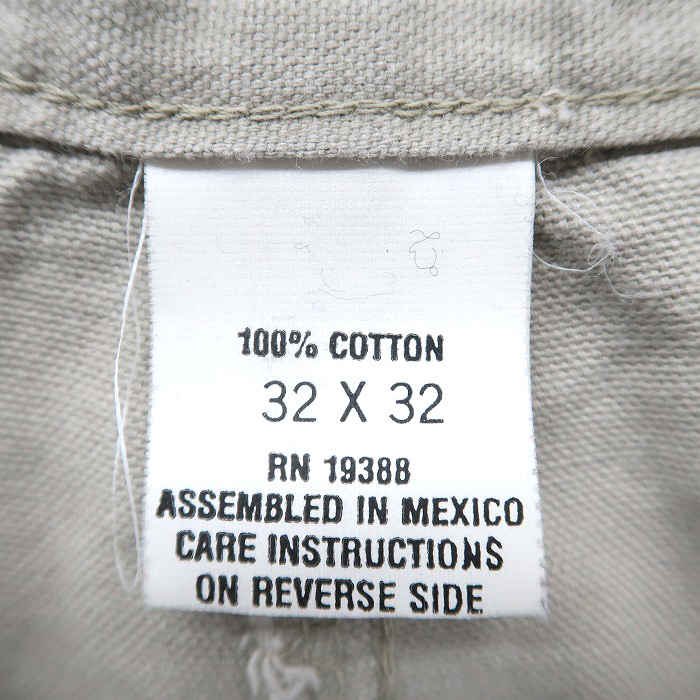 100% COTTON
32 X 32
RN 19388
ASSEMBLED IN MEXICO
CARE INSTRUCTIONS
ON REVERSE SIDE